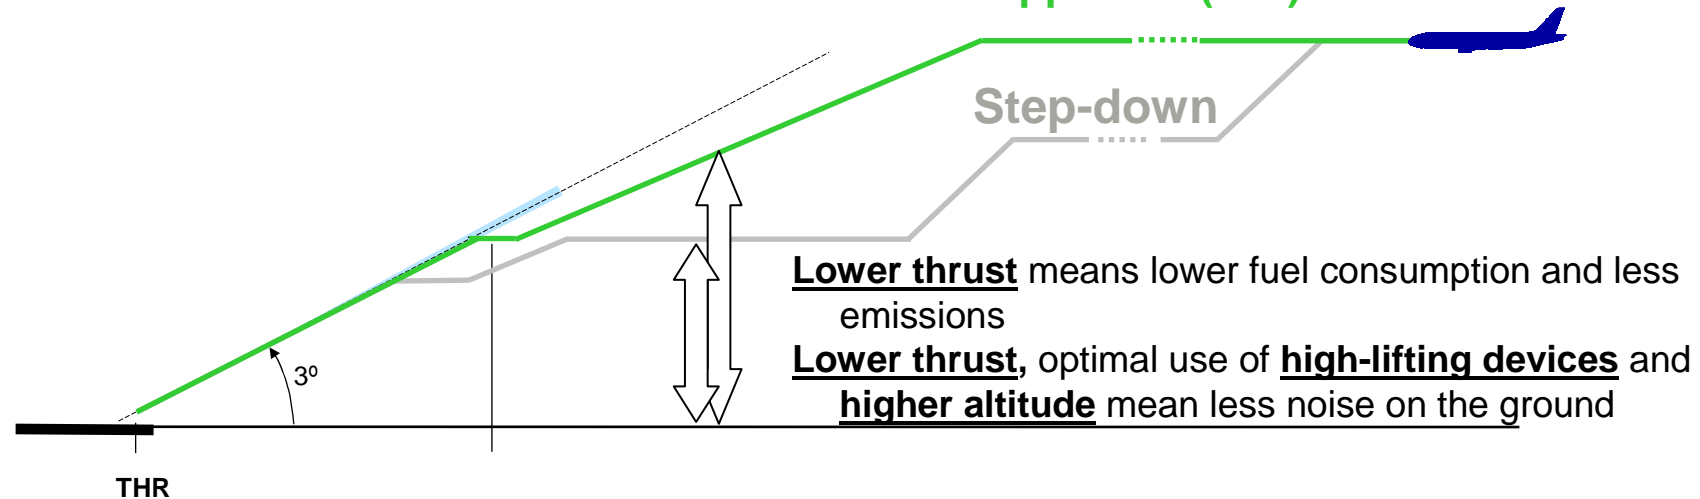 Step-down
Lower thrust means lower fuel consumption and less
emissions
Lower thrust, optimal use of high-lifting devices and
higher altitude mean less noise on the ground
3º
THR